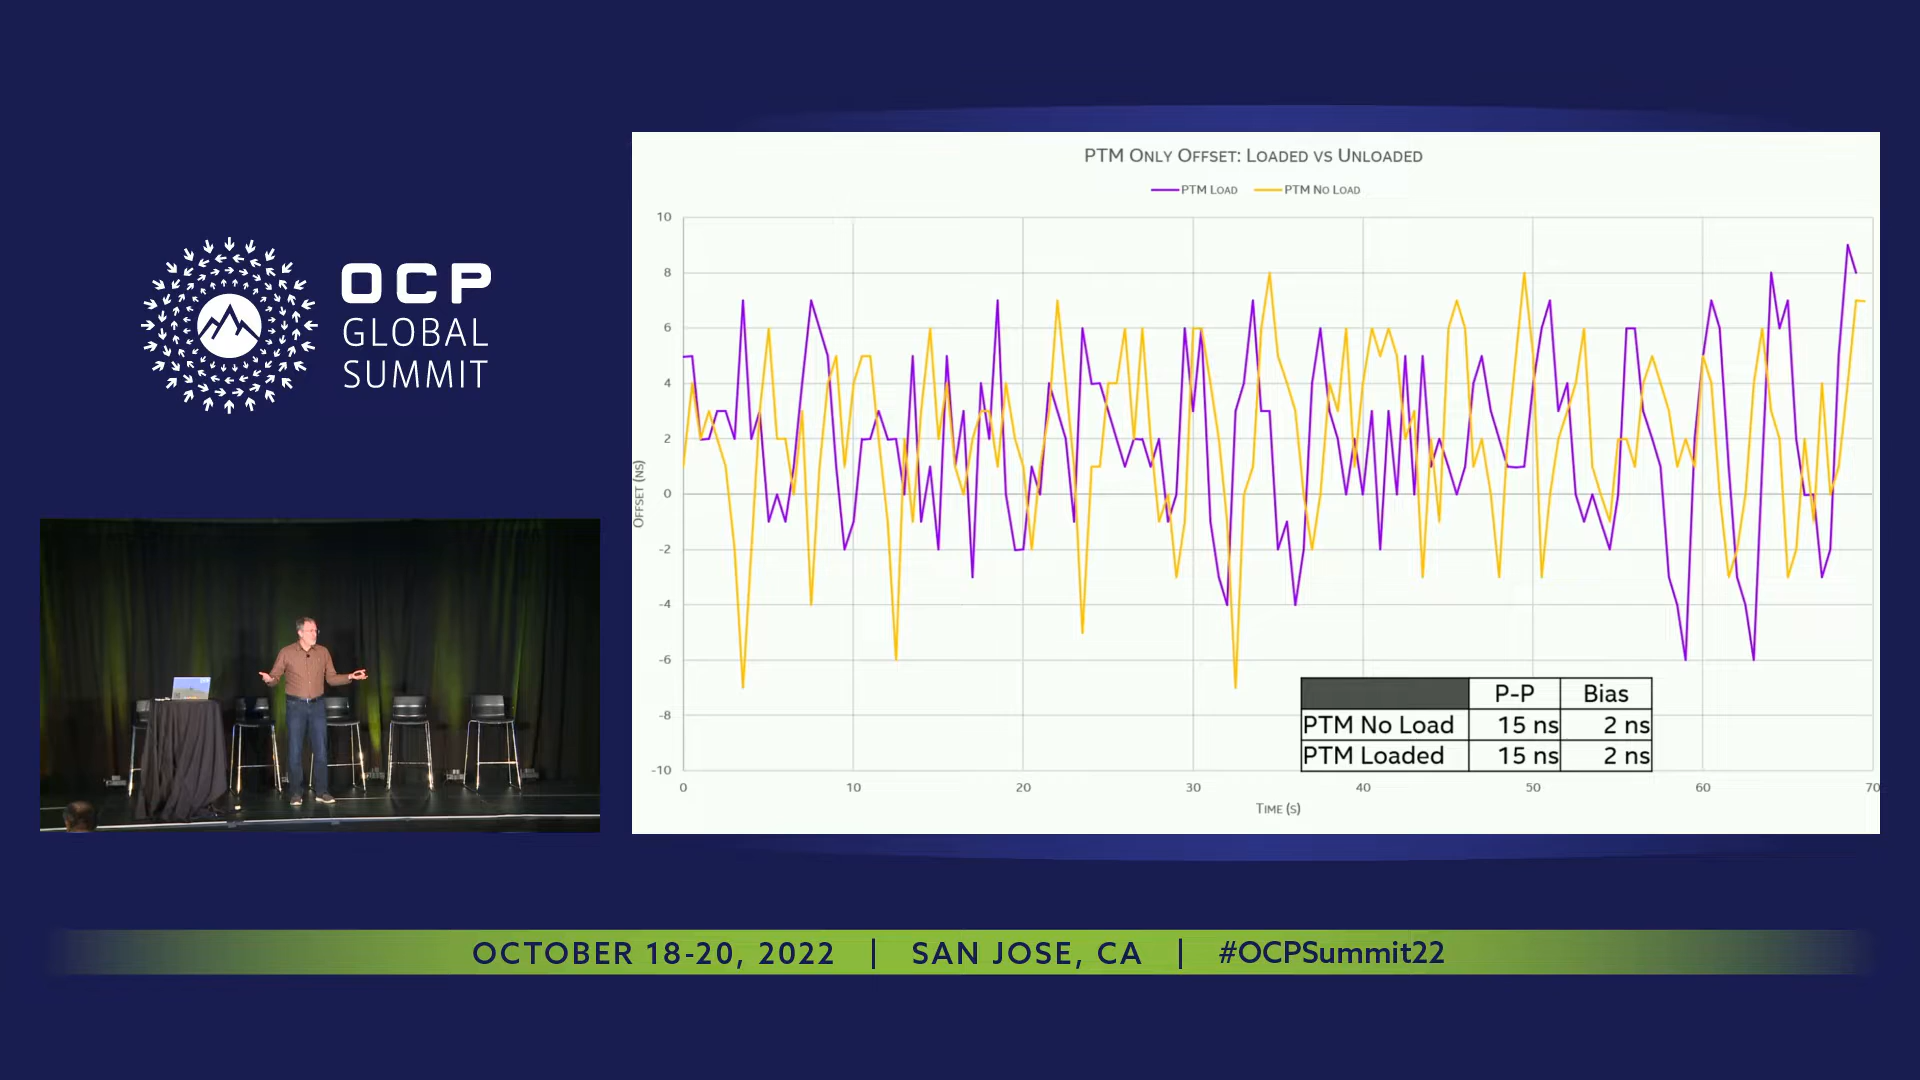 OCP
GLOBAL
SUMMIT
PTM ONLY OFFSET: LOADED VS UNLOADED
PTM LOAD PTM NO LOAD
10
8
6
4
2
0
-2
-4
-6
-8
-10
OFFSET (NS)
0 10 20 30 40 50 60 70
TIME (S)
P-P Bias
PTM No Load 15 ns 2 ns
PTM Loaded 15 ns 2 ns
OCTOBER 18-20, 2022 | SAN JOSE, CA | #OCPSummit22